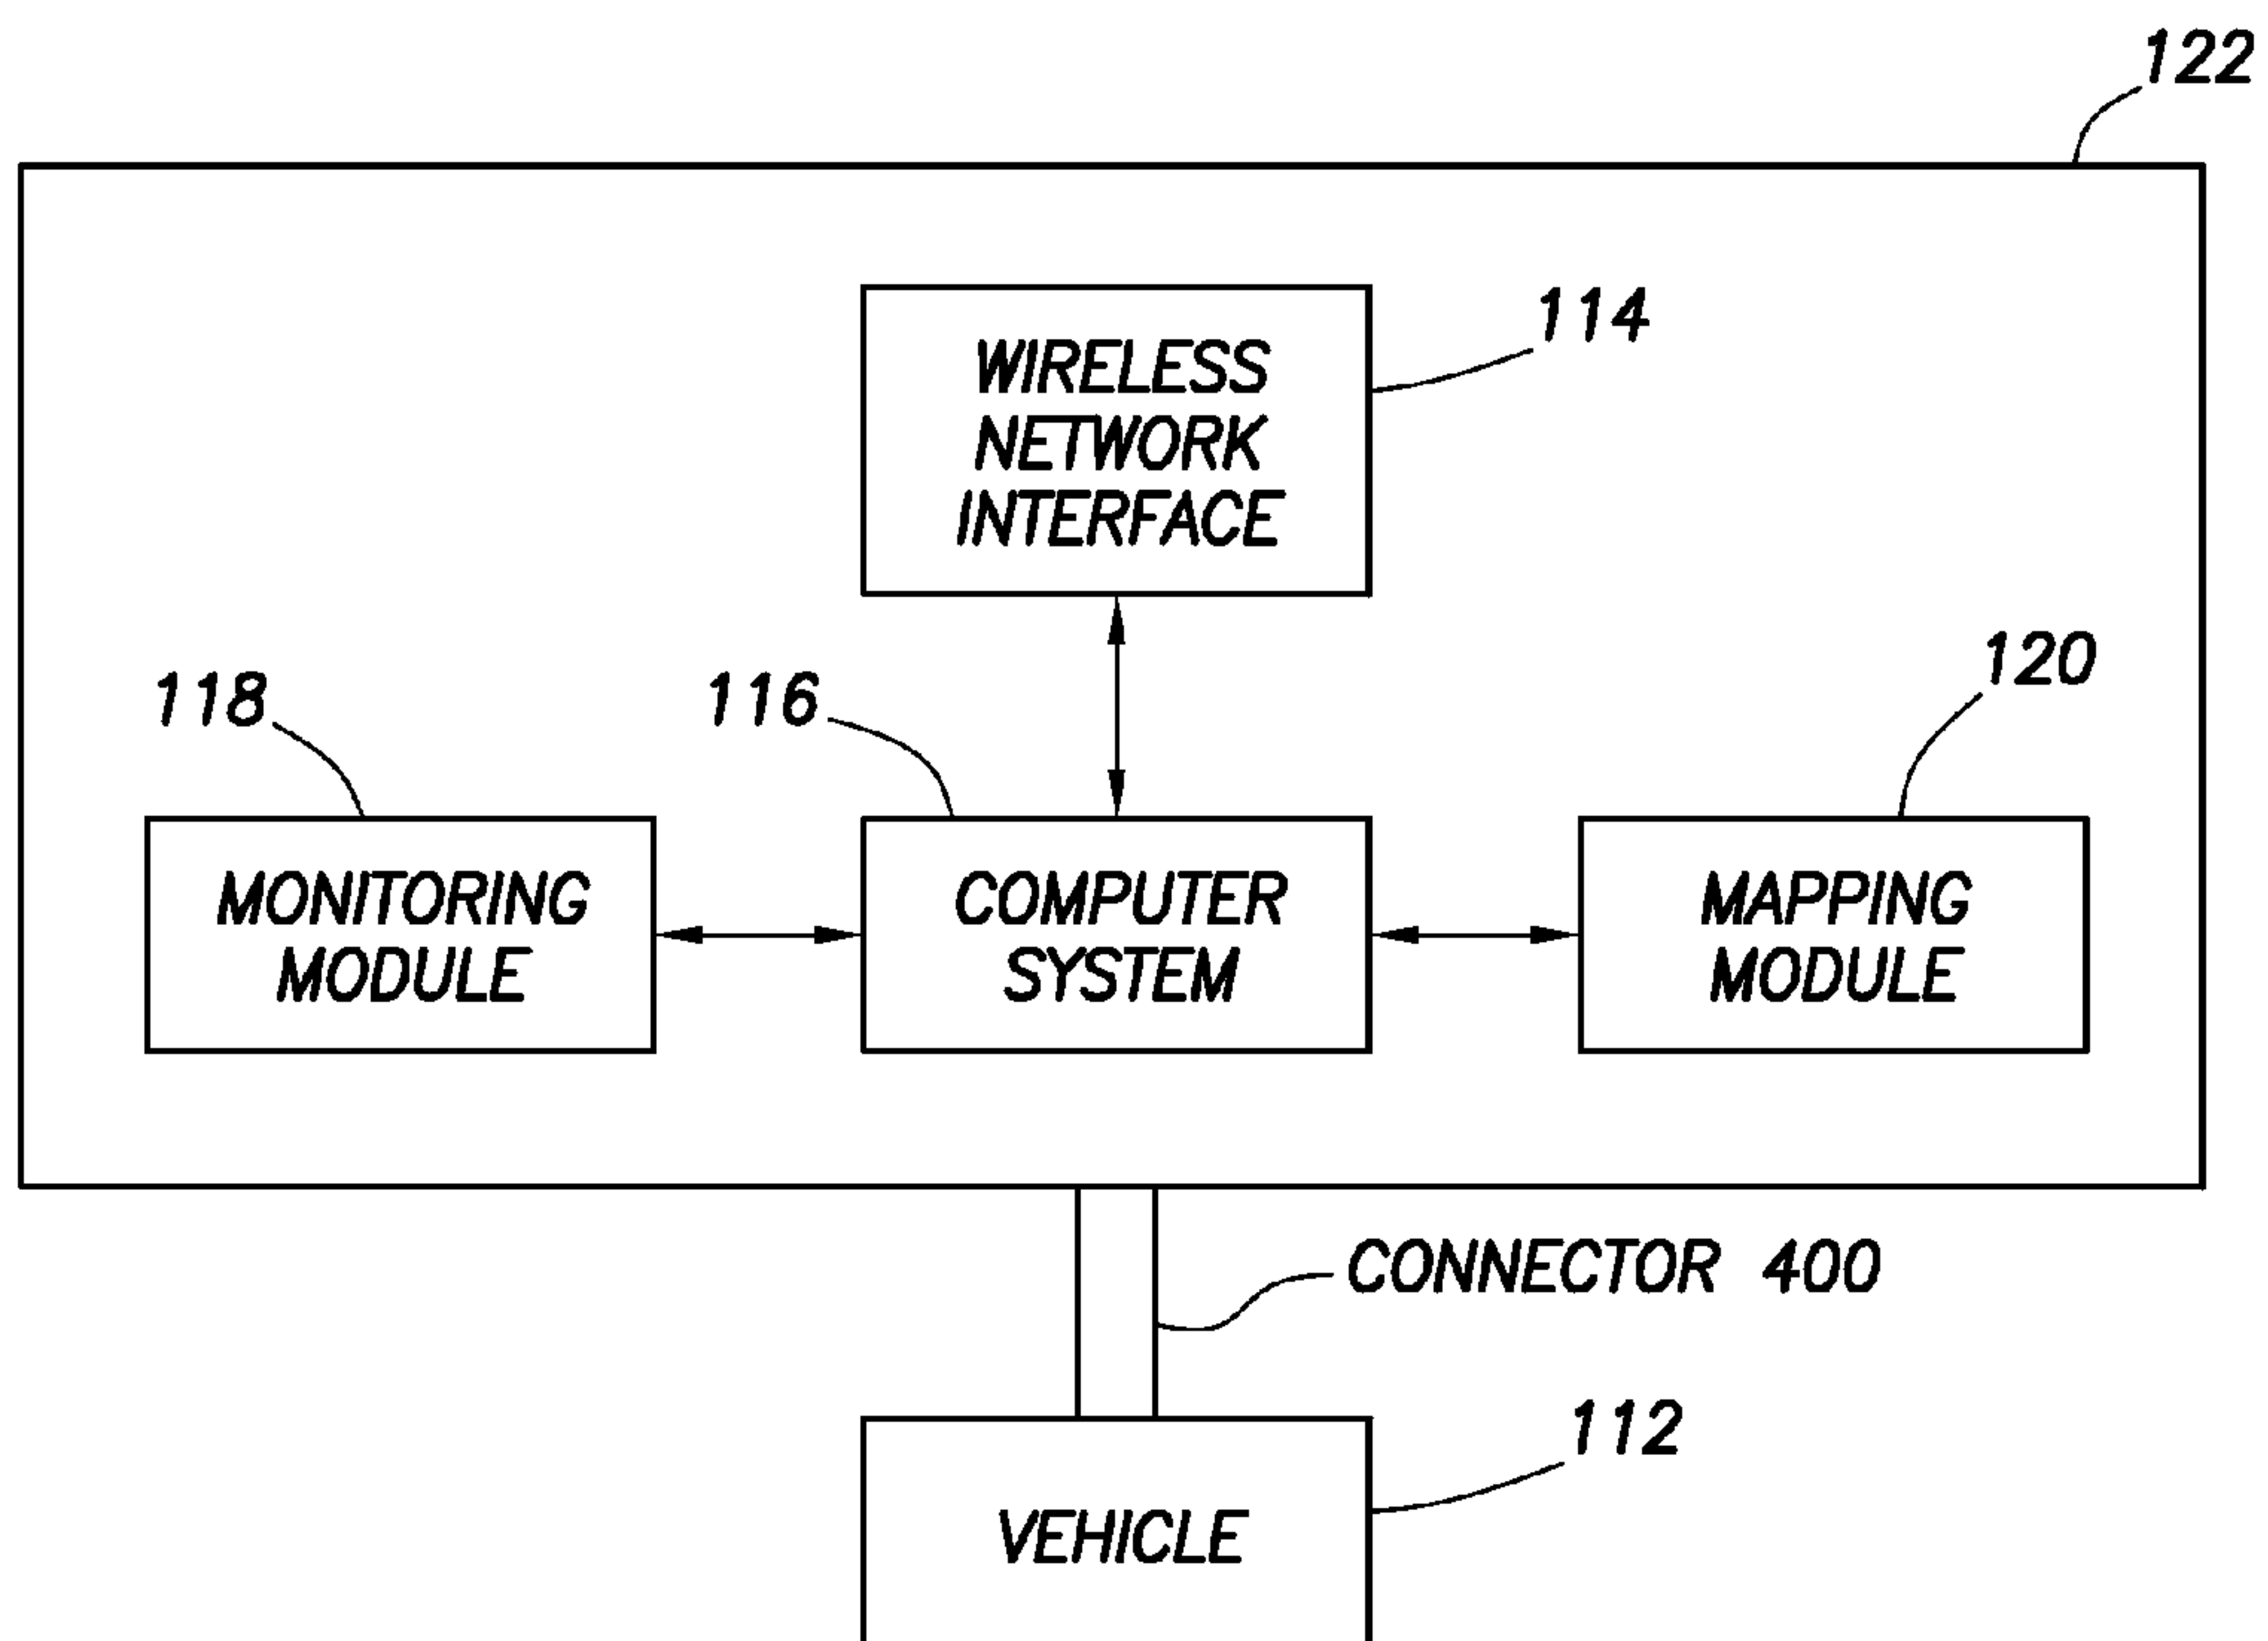 122
WIRELESS
NETWORK
INTERFACE
114
118
116
120
MONITORING
MODULE
COMPUTER
SYSTEM
MAPPING
MODULE
CONNECTOR 400
112
VEHICLE